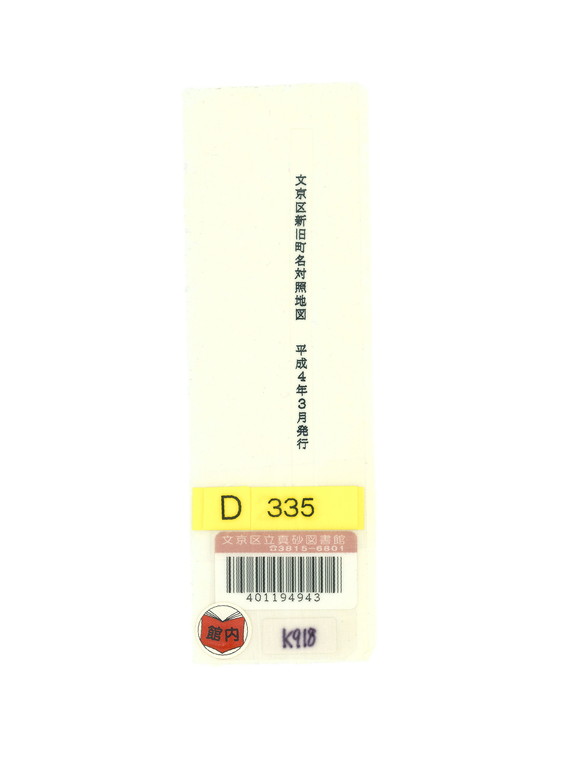 文京区新旧町名対照地図　平成4年3月発行
D 335
文京区立真砂図書館
☎3815-6801
401194943
館内
K918